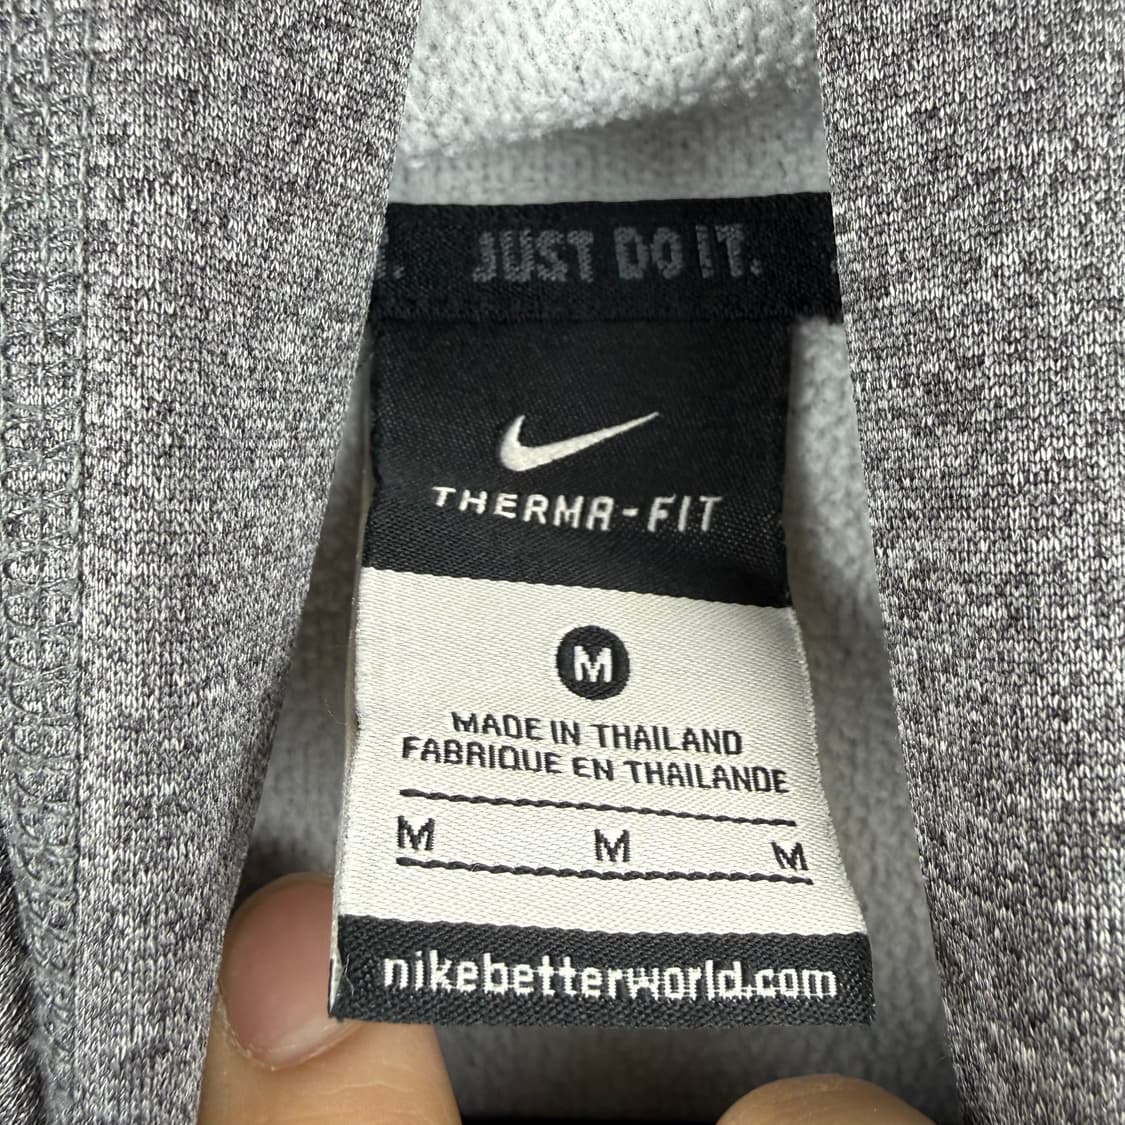 JUST DO IT.
THERMA-FIT
M
MADE IN THAILAND
FABRIQUE EN THAILANDE
M M M
nikebetterworld.com